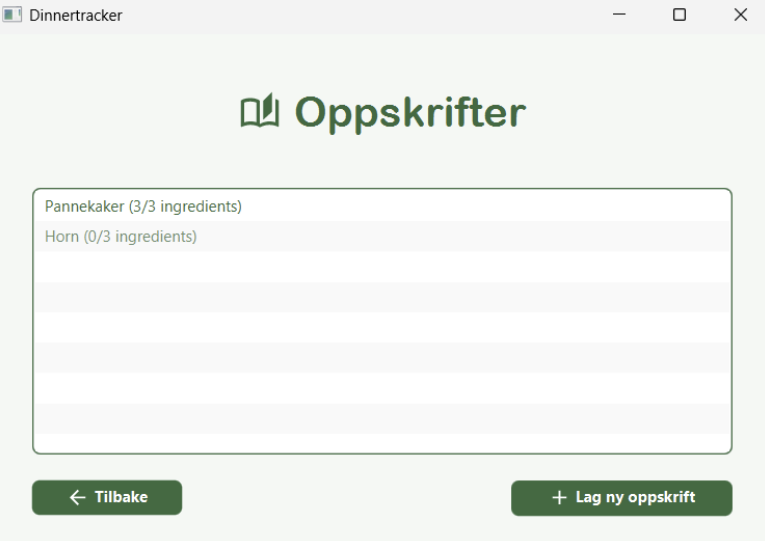 Dinnertracker
Oppskrifter
Pannekaker (3/3 ingredients)
Horn (0/3 ingredients)
Tilbake
Lag ny oppskrift